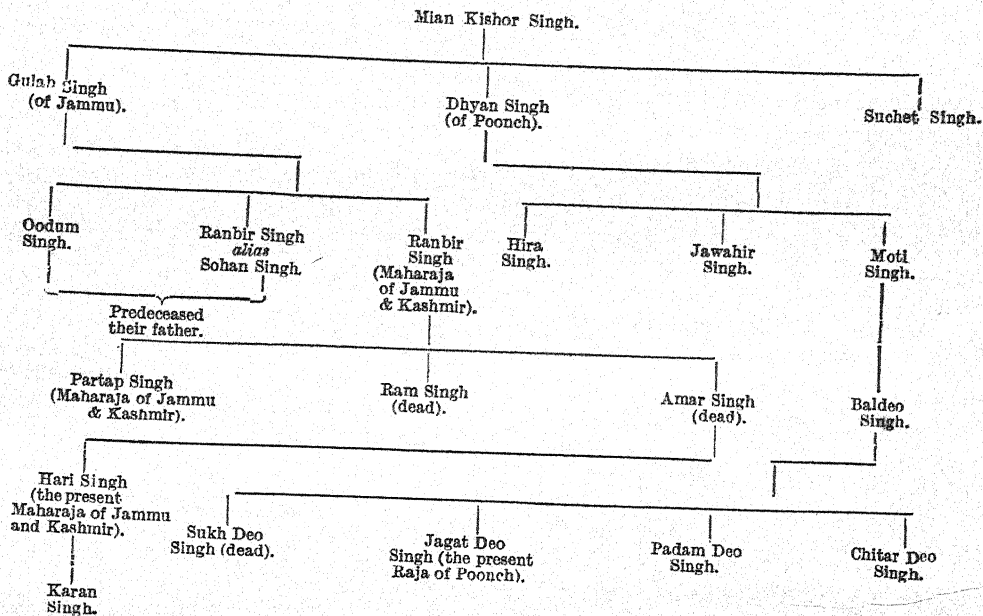 Mian Kishor Singh.
Gulab Singh
(of Jammu).
Dhyan Singh
(of Poonch).
Suchet Singh.
Oodum
Singh.
Ranbir Singh
alias
Sohan Singh.
Ranbir
Singh
(Maharaja
of Jammu
& Kashmir).
Hira
Singh.
Jawahir
Singh.
Moti
Singh.
Predeceased
their father.
Partap Singh
(Maharaja of Jammu
& Kashmir).
Ram Singh
(dead).
Amar Singh
(dead).
Baldeo
Singh.
Hari Singh
(the present
Maharaja of Jammu
and Kashmir).
Sukh Deo
Singh (dead).
Jagat Deo
Singh (the present
Raja of Poonch).
Padam Deo
Singh.
Chitar Deo
Singh.
Karan
Singh.